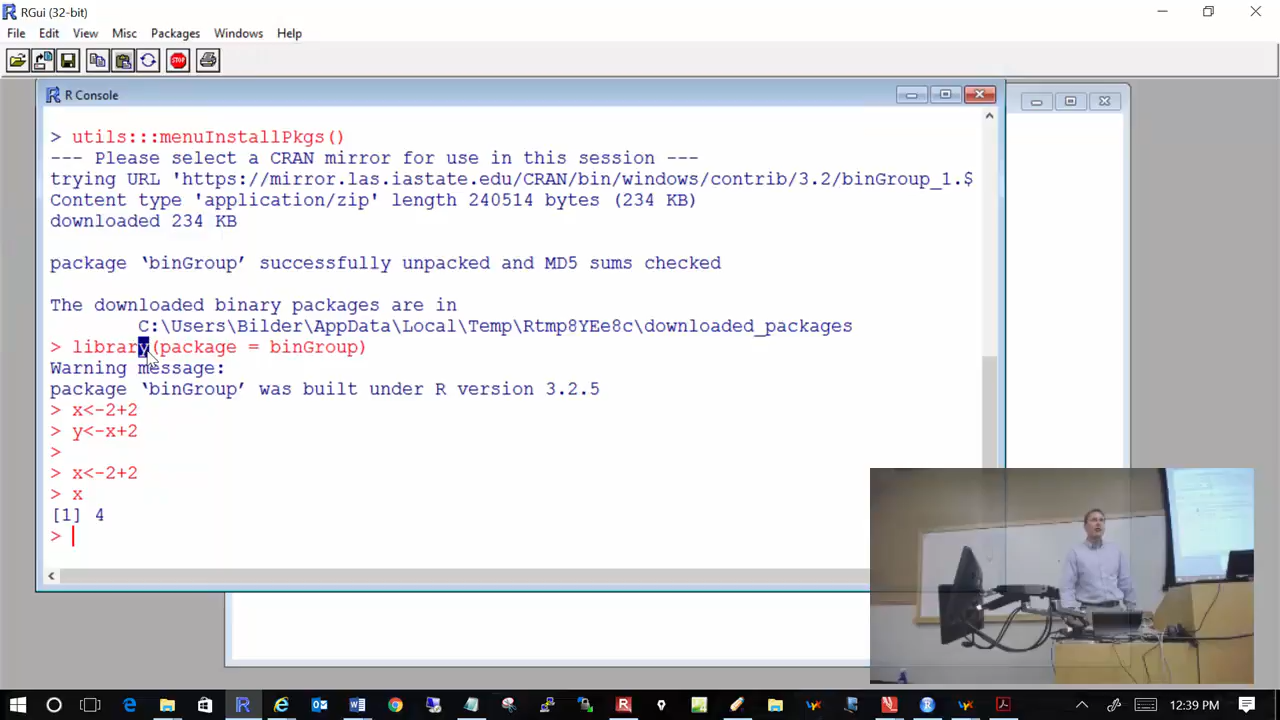 RGui (32-bit)
File Edit View Misc Packages Windows Help
R Console
> utils:::menuInstallPkgs()
--- Please select a CRAN mirror for use in this session ---
trying URL 'https://mirror.las.iastate.edu/CRAN/bin/windows/contrib/3.2/binGroup_1.$
Content type 'application/zip' length 240514 bytes (234 KB)
downloaded 234 KB
package ‘binGroup’ successfully unpacked and MD5 sums checked
The downloaded binary packages are in
C:\Users\Bilder\AppData\Local\Temp\Rtmp8YEe8c\downloaded_packages
> library(package = binGroup)
Warning message:
package ‘binGroup’ was built under R version 3.2.5
> x<-2+2
> y<-x+2
>
> x<-2+2
> x
[1] 4
>
12:39 PM